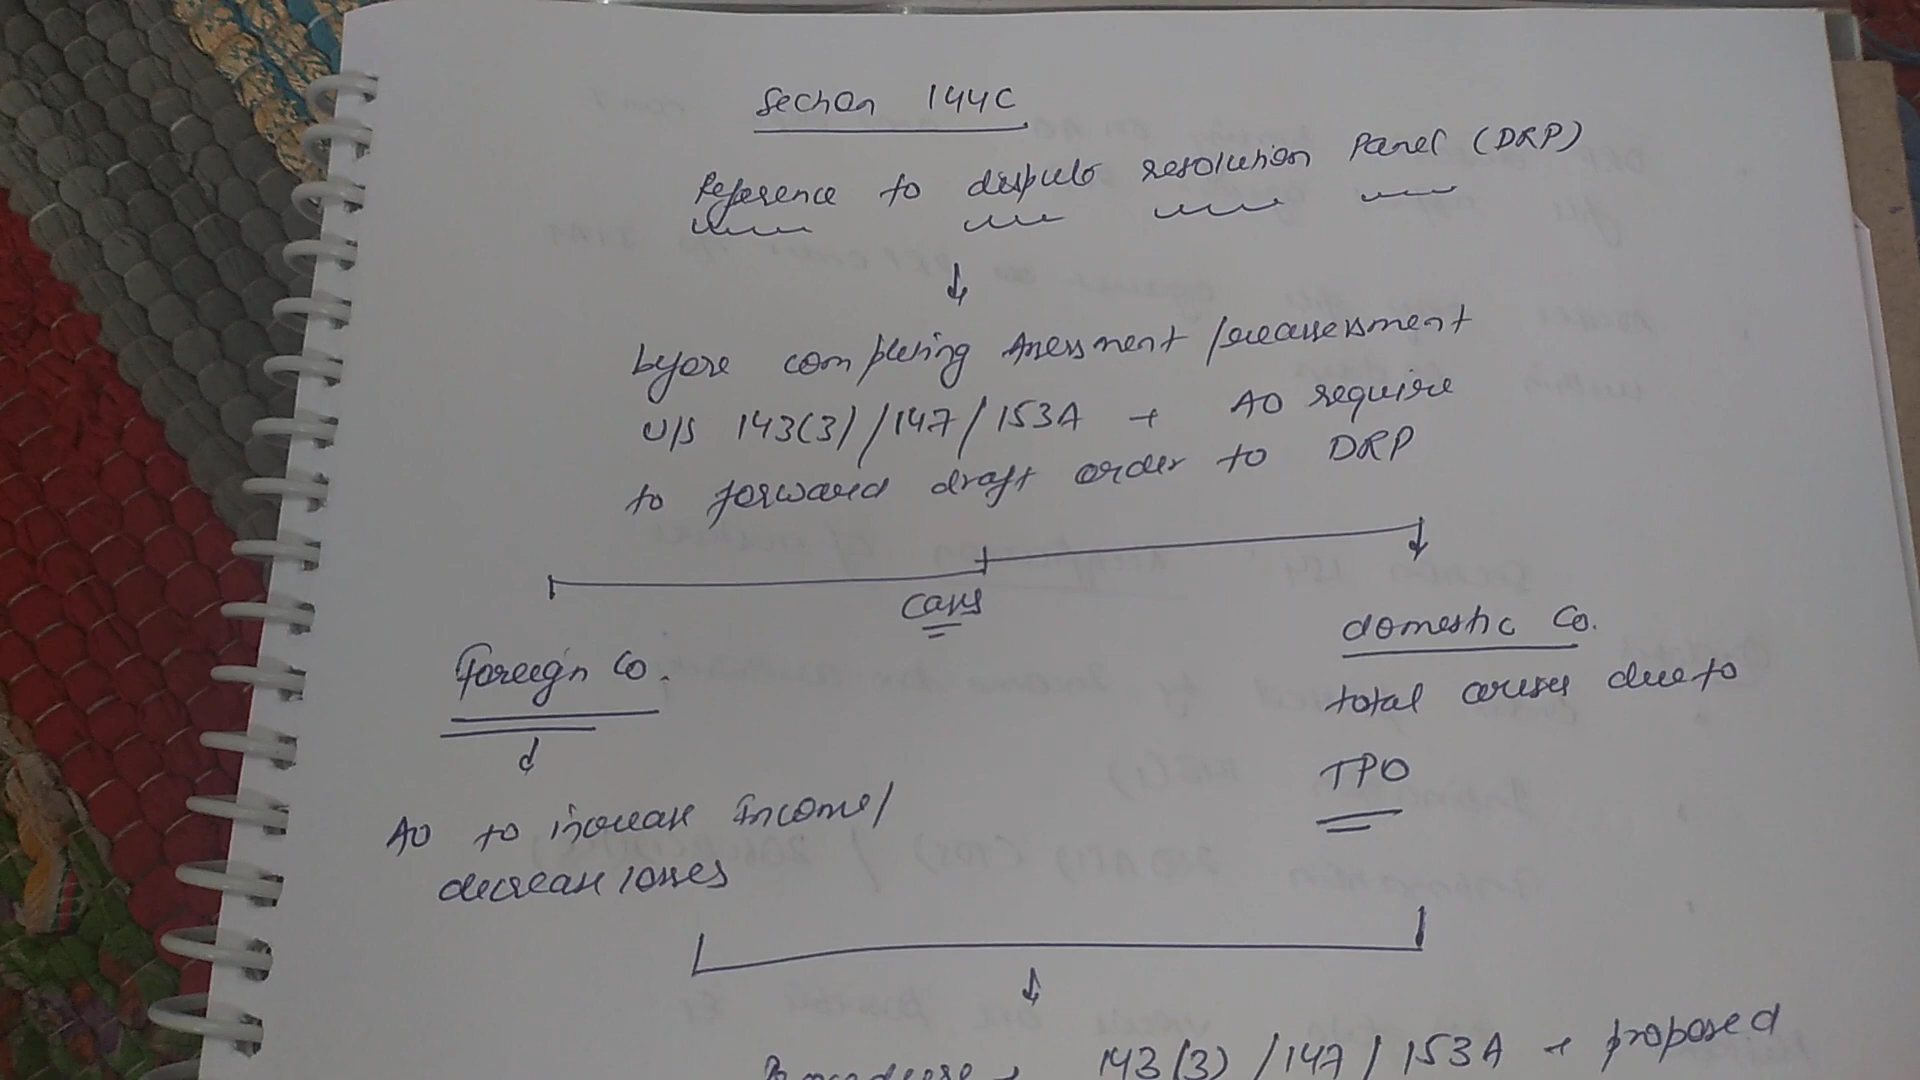 Section 144C
Reference to dispute resolution Panel (DRP)
↓
before completing Assessment / reassessment
U/S 143(3) / 147 / 153A + AO require
to forward draft order to DRP
Cases
Foreign Co.
domestic Co.
total arises due to
TPO
AO to increase Income /
decrease losses
↓
143(3) / 147 / 153A + proposed